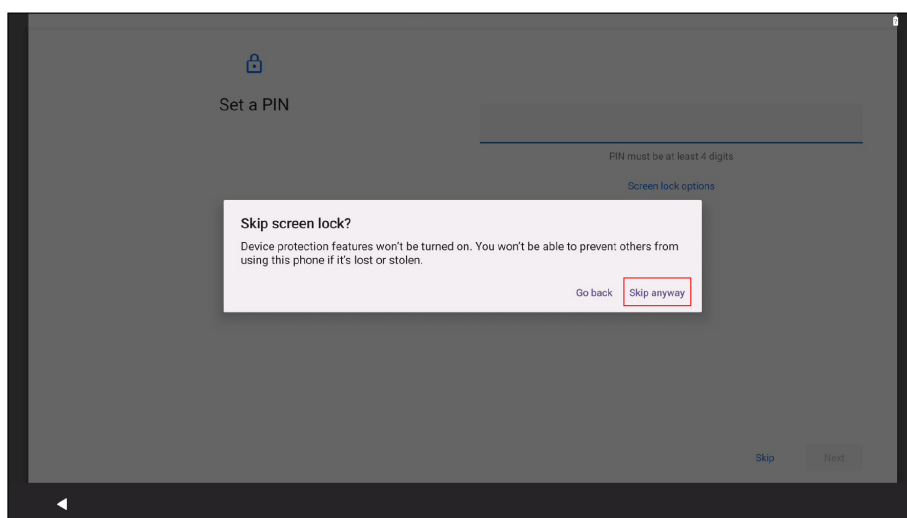 Set a PIN
PIN must be at least 4 digits
Screen lock options
Skip screen lock?
Device protection features won't be turned on. You won't be able to prevent others from
using this phone if it's lost or stolen.
Go back Skip anyway
Skip Next